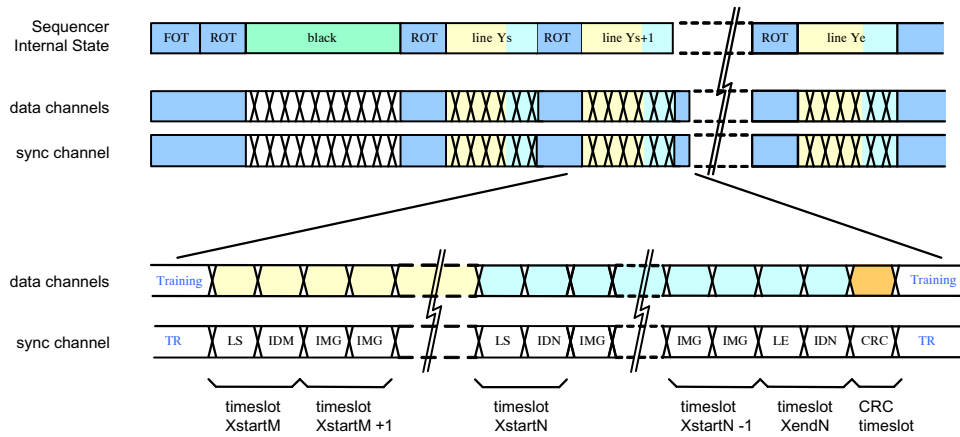 Sequencer
Internal State
FOT ROT black ROT line Ys ROT line Ys+1 ROT line Ye
data channels
sync channel
data channels
Training Training
sync channel
TR LS IDM IMG IMG LS IDN IMG IMG IMG LE IDN CRC TR
timeslot timeslot timeslot timeslot timeslot CRC
XstartM XstartM +1 XstartN XstartN -1 XendN timeslot